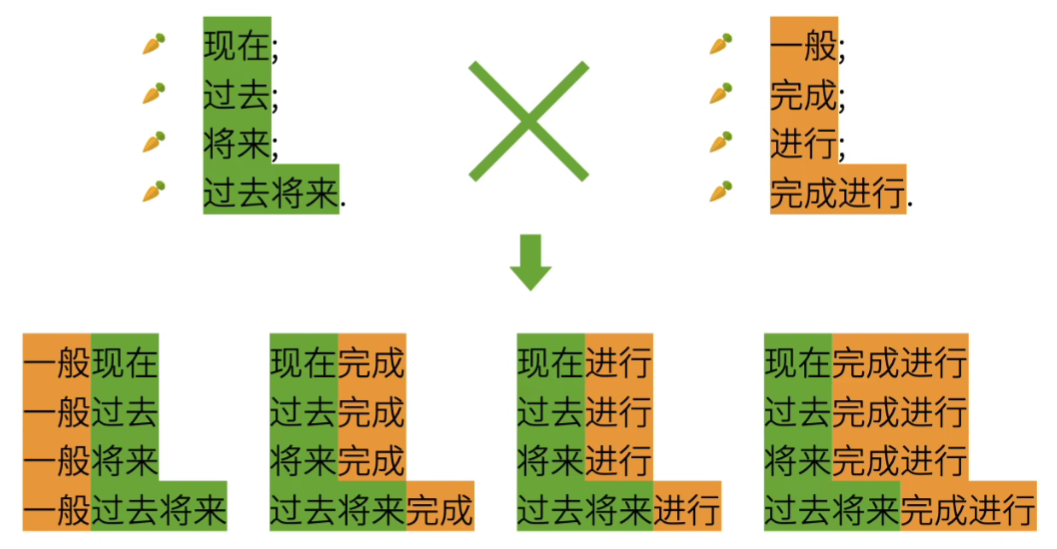 现在;
过去;
将来;
过去将来.
一般;
完成;
进行;
完成进行.
一般现在
一般过去
一般将来
一般过去将来
现在完成
过去完成
将来完成
过去将来完成
现在进行
过去进行
将来进行
过去将来进行
现在完成进行
过去完成进行
将来完成进行
过去将来完成进行